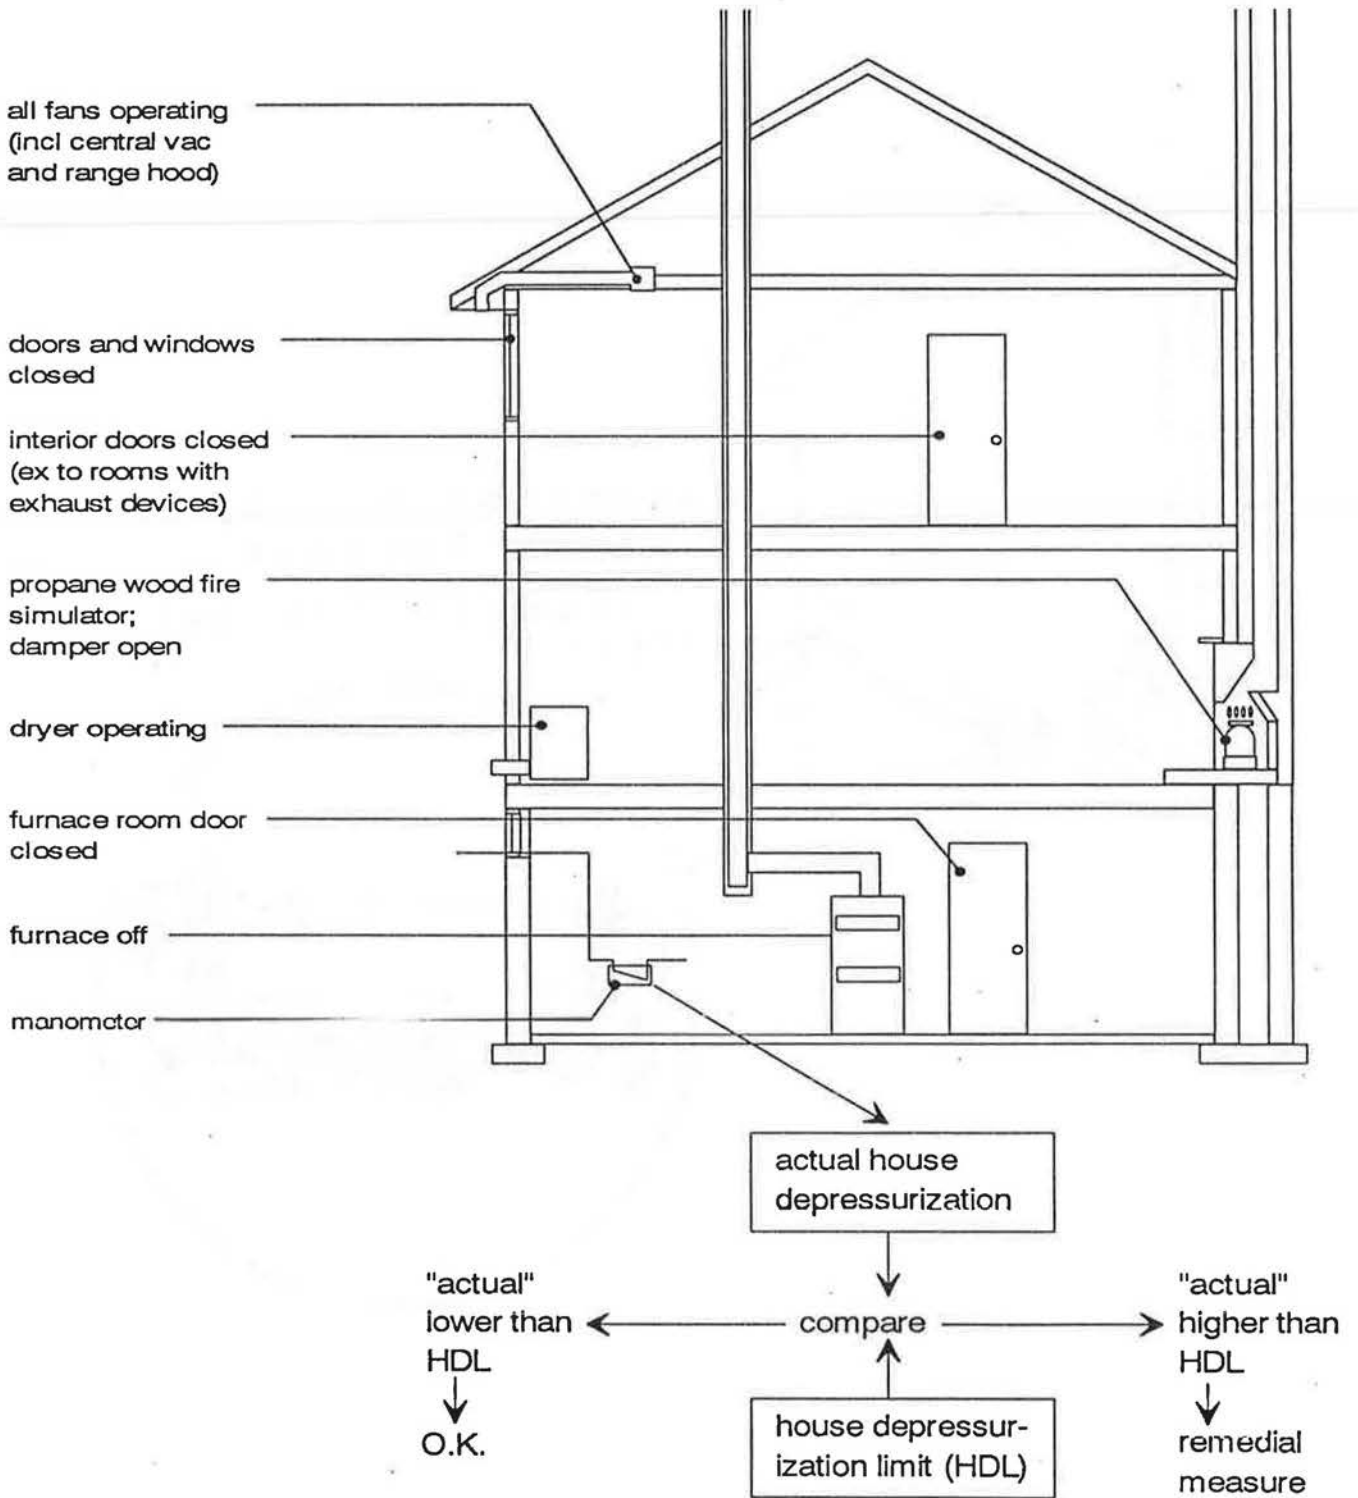 all fans operating
(incl central vac
and range hood)
doors and windows
closed
interior doors closed
(ex to rooms with
exhaust devices)
propane wood fire
simulator;
damper open
dryer operating
furnace room door
closed
furnace off
manometer
actual house
depressurization
"actual"
lower than
HDL
O.K.
compare
"actual"
higher than
HDL
remedial
measure
house depressur-
ization limit (HDL)